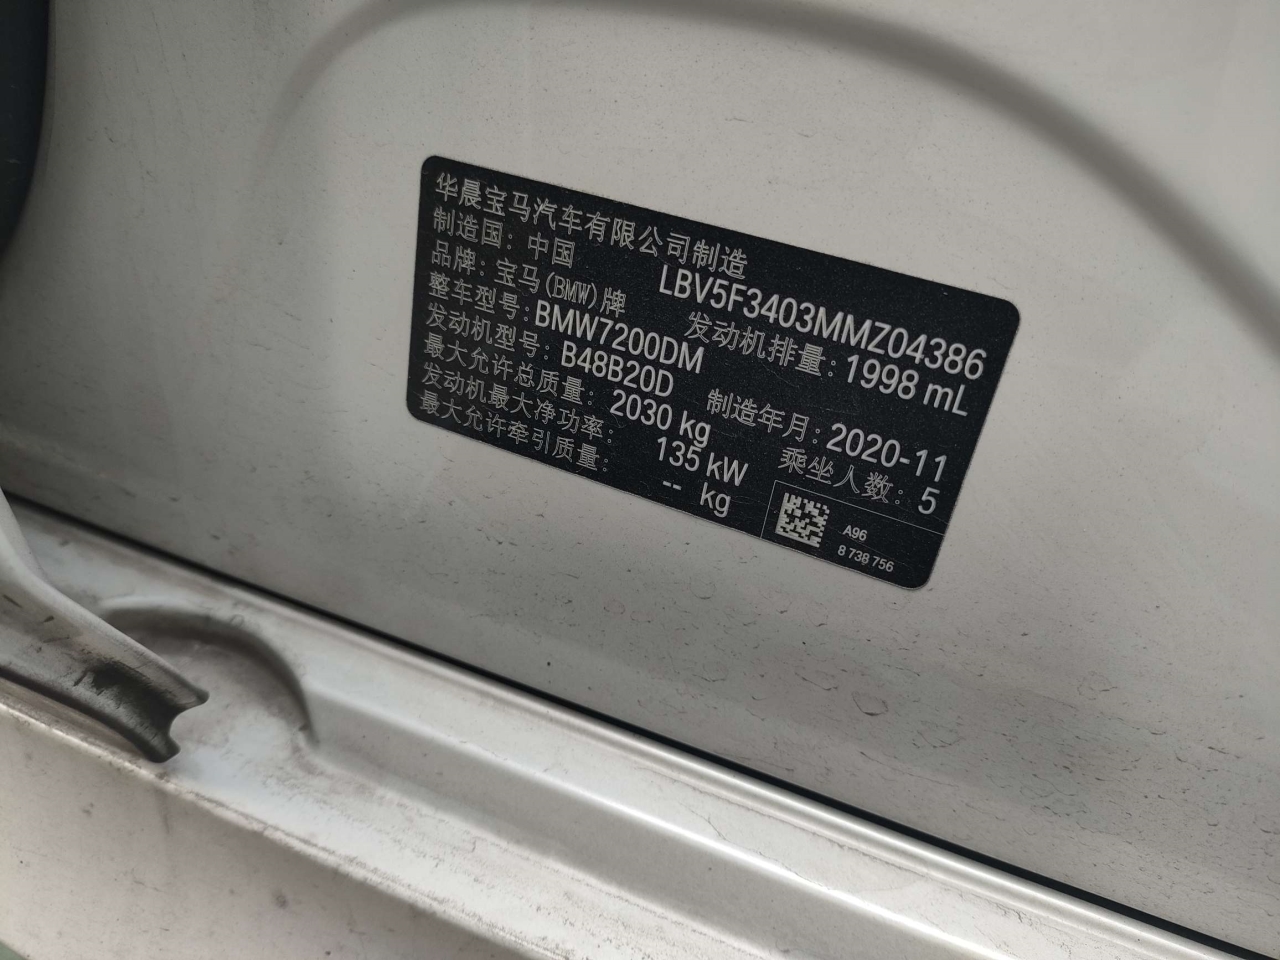 华晨宝马汽车有限公司制造
制造国：中国 LBV5F3403MMZ04386
品牌：宝马(BMW)牌 发动机排量：1998 mL
整车型号：BMW7200DM
发动机型号：B48B20D 制造年月：2020-11
最大允许总质量：2030 kg 乘坐人数：5
发动机最大净功率：135 kW
最大允许牵引质量：-- kg
A96
8 738 756